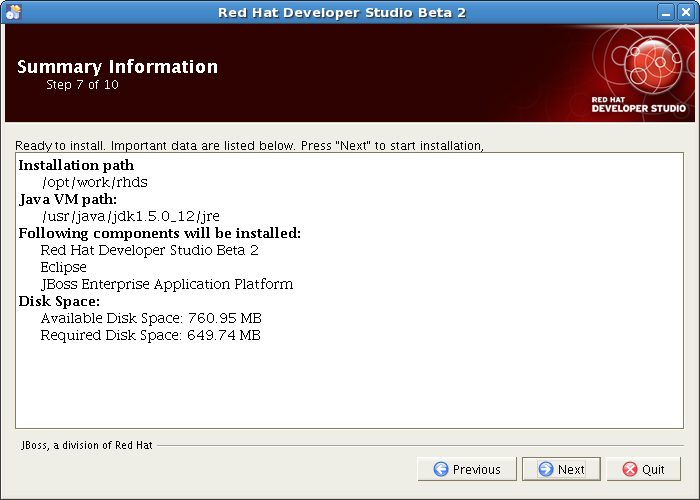 Red Hat Developer Studio Beta 2
Summary Information
Step 7 of 10
RED HAT
DEVELOPER STUDIO
Ready to install. Important data are listed below. Press "Next" to start installation,
Installation path
/opt/work/rhds
Java VM path:
/usr/java/jdk1.5.0_12/jre
Following components will be installed:
Red Hat Developer Studio Beta 2
Eclipse
JBoss Enterprise Application Platform
Disk Space:
Available Disk Space: 760.95 MB
Required Disk Space: 649.74 MB
JBoss, a division of Red Hat
Previous Next Quit